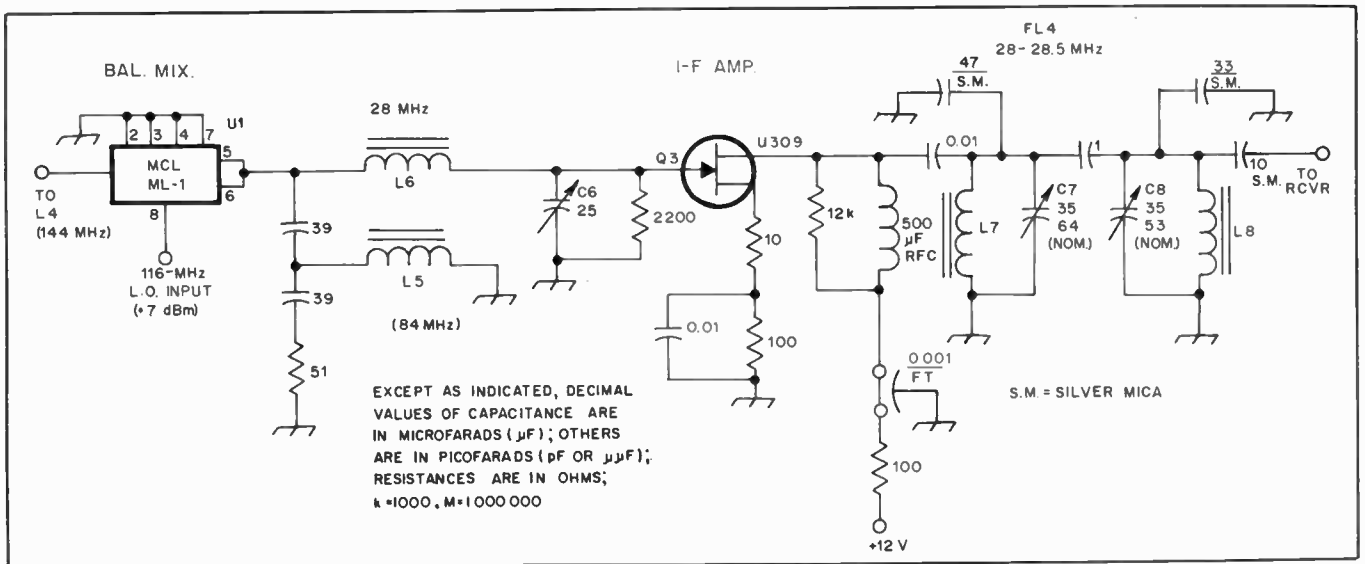 BAL. MIX.
2 3 4 7
U1
MCL
ML-1
5
6
8
TO
L4
(144 MHz)
116-MHz
L.O. INPUT
(+7 dBm)
28 MHz
L6
39
39
L5
(84 MHz)
51
C6
25
2200
I-F AMP.
Q3
U309
10
0.01
100
12k
500
µF
RFC
0.001
FT
100
+12 V
FL4
28-28.5 MHz
47
S.M.
0.01
L7
C7
35
64
(NOM.)
1
C8
35
53
(NOM.)
33
S.M.
L8
10
S.M.
TO
RCVR
EXCEPT AS INDICATED, DECIMAL
VALUES OF CAPACITANCE ARE
IN MICROFARADS (µF); OTHERS
ARE IN PICOFARADS (pF OR µµF);
RESISTANCES ARE IN OHMS;
k=1000, M=1000 000
S.M. = SILVER MICA